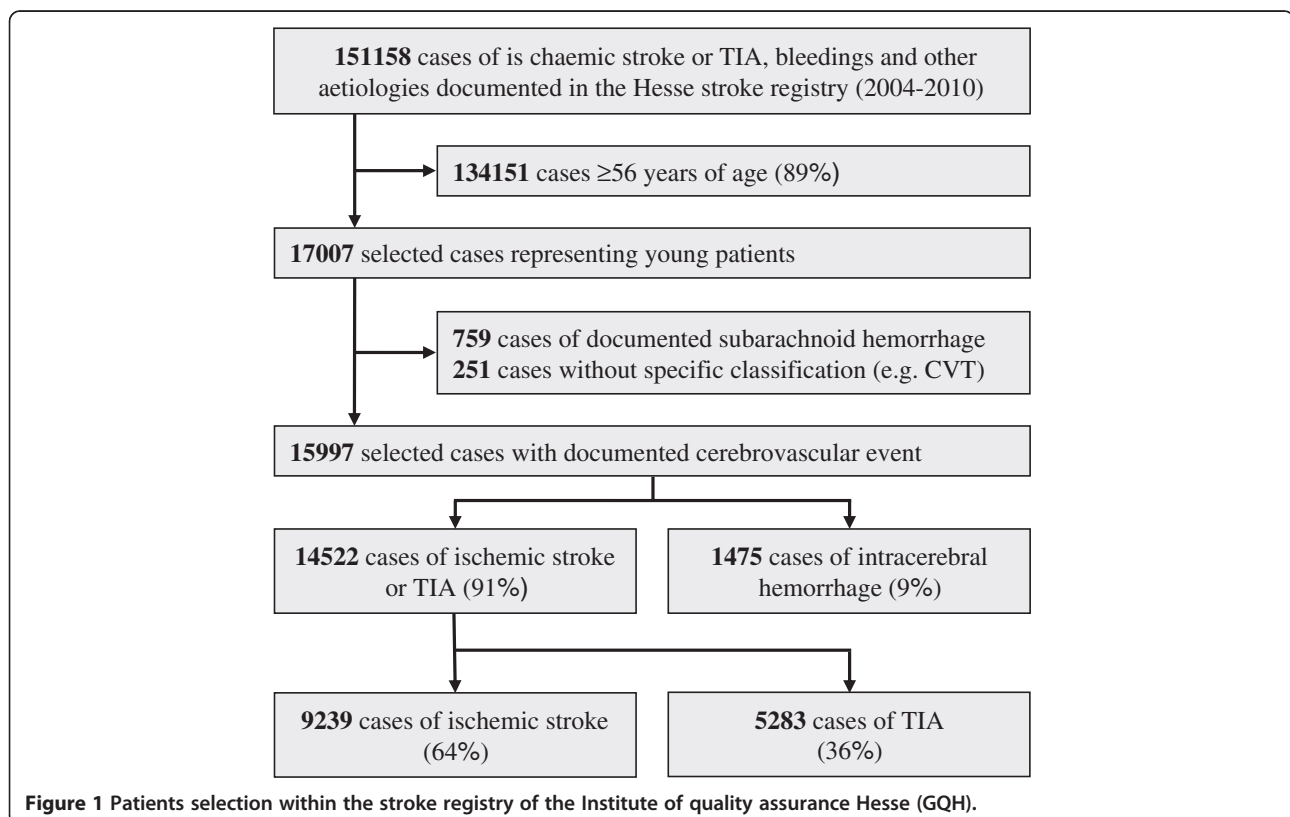 151158 cases of is chaemic stroke or TIA, bleedings and other
aetiologies documented in the Hesse stroke registry (2004-2010)
134151 cases ≥56 years of age (89%)
17007 selected cases representing young patients
759 cases of documented subarachnoid hemorrhage
251 cases without specific classification (e.g. CVT)
15997 selected cases with documented cerebrovascular event
14522 cases of ischemic stroke
or TIA (91%)
1475 cases of intracerebral
hemorrhage (9%)
9239 cases of ischemic stroke
(64%)
5283 cases of TIA
(36%)
Figure 1 Patients selection within the stroke registry of the Institute of quality assurance Hesse (GQH).